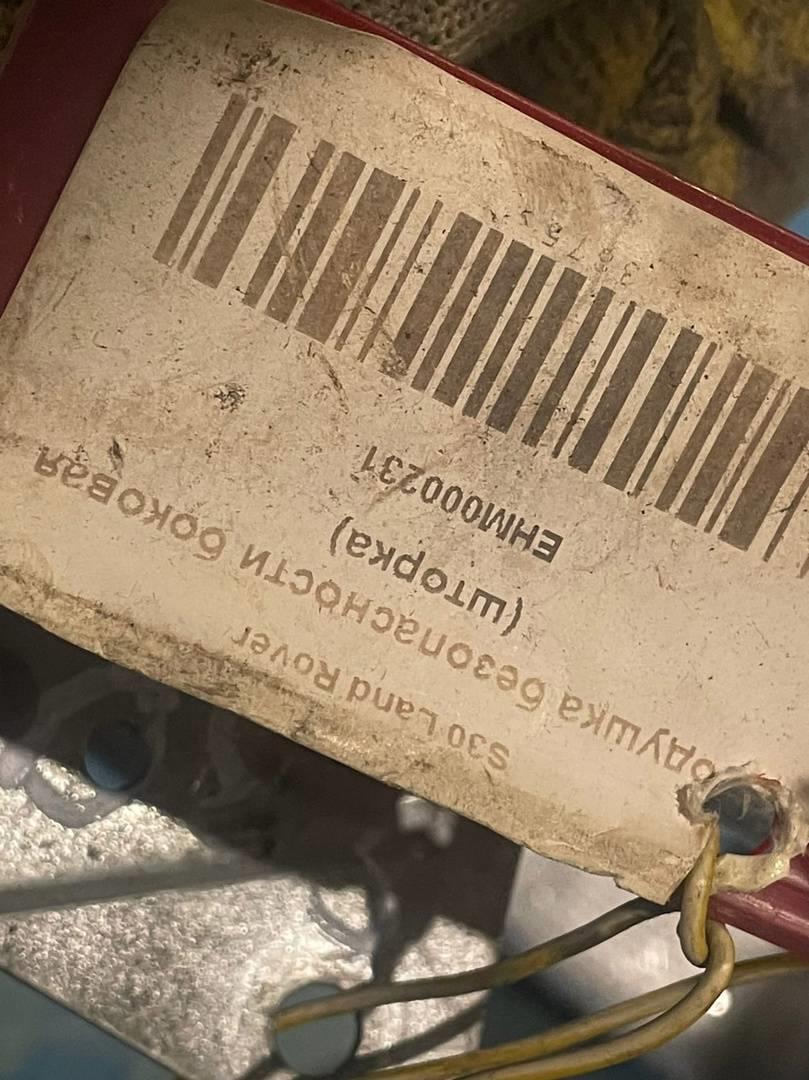 S30 Land Rover
одушка безопасности боковая
(шторка)
EHM000231